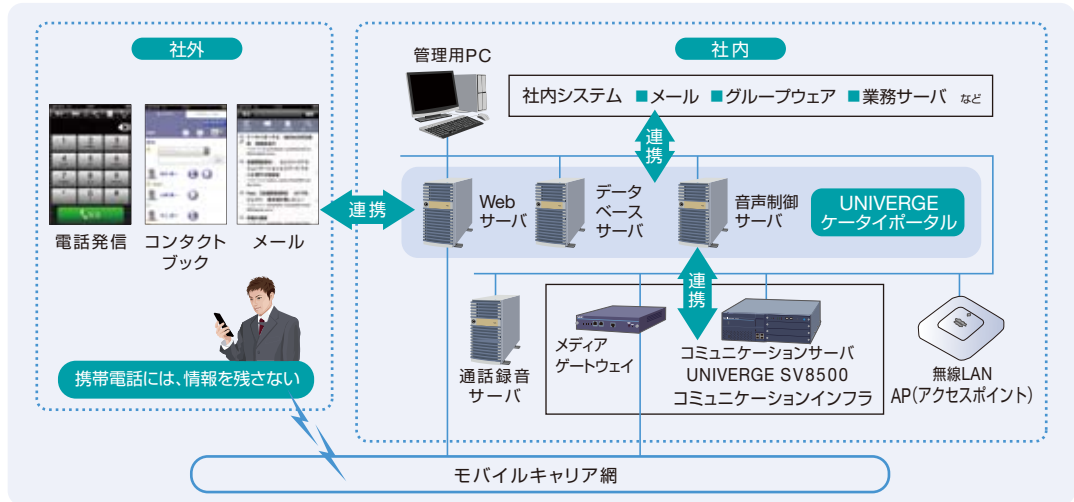 社外
電話発信
コンタクト
ブック
メール
携帯電話には、情報を残さない
連携
社内
管理用PC
社内システム ■メール ■グループウェア ■業務サーバ など
連携
Web
サーバ
データ
ベース
サーバ
音声制御
サーバ
UNIVERGE
ケータイポータル
連携
通話録音
サーバ
メディア
ゲートウェイ
コミュニケーションサーバ
UNIVERGE SV8500
コミュニケーションインフラ
無線LAN
AP(アクセスポイント)
モバイルキャリア網